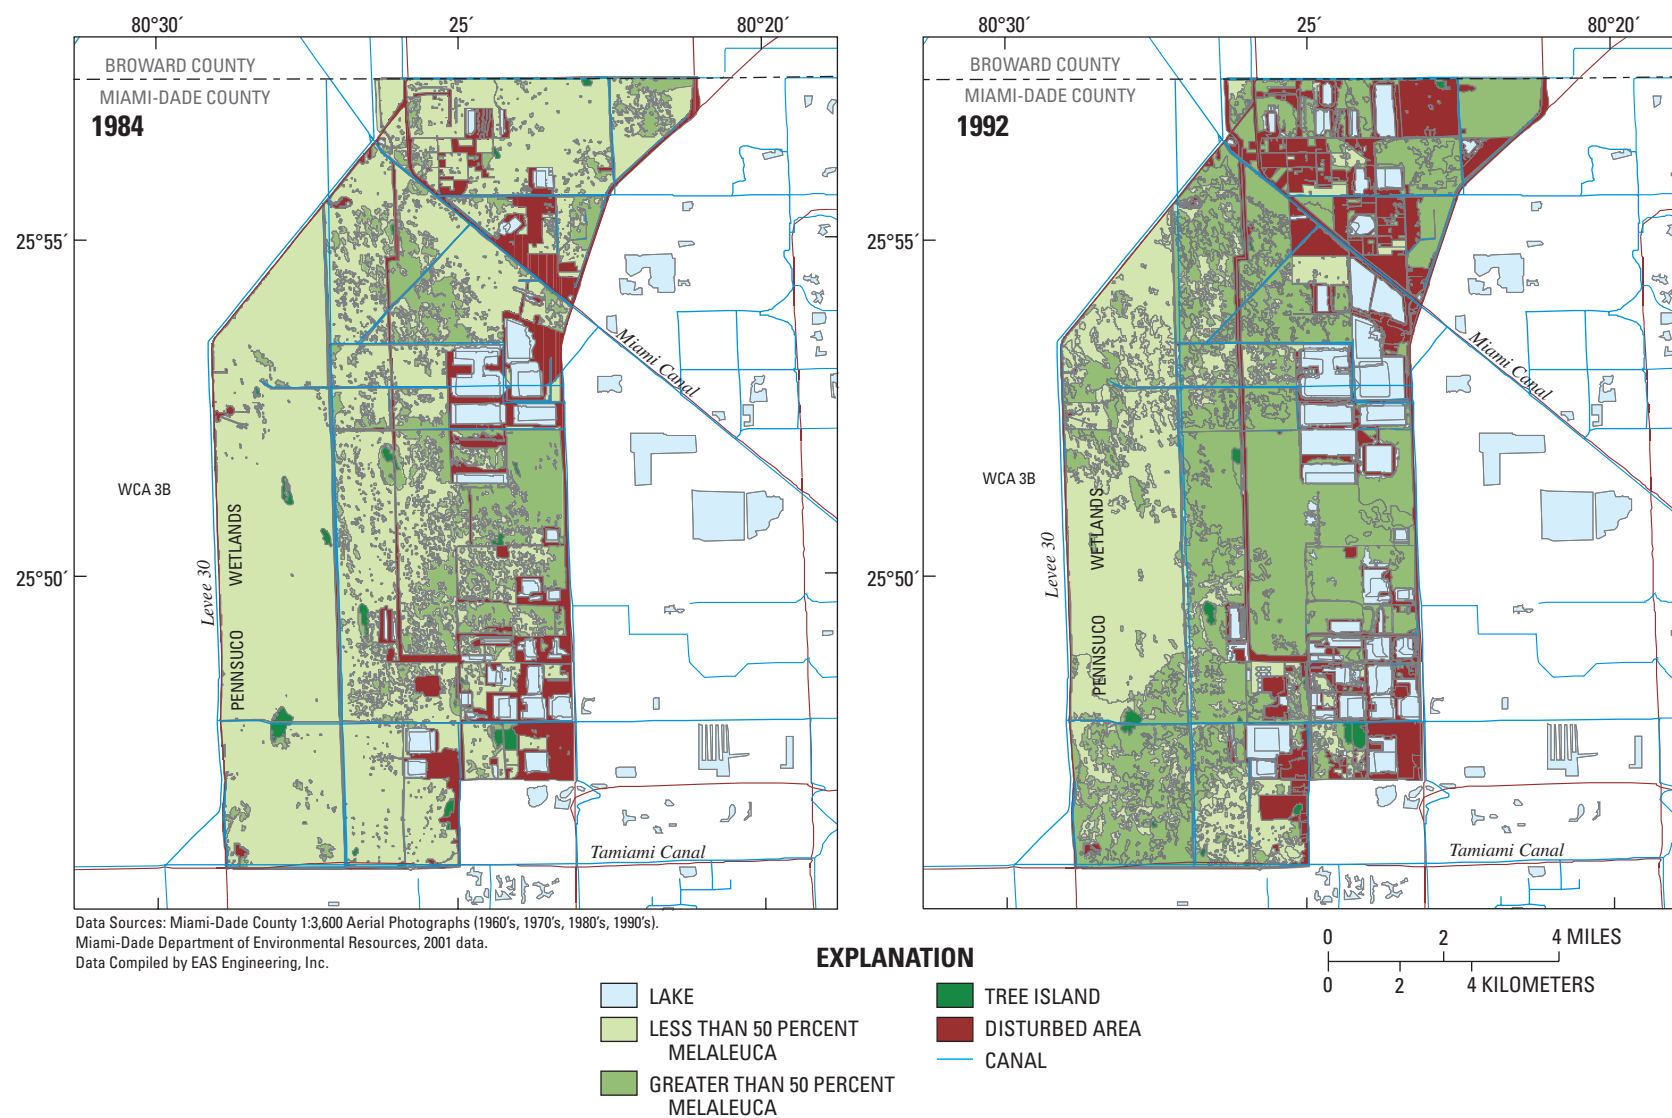 80°30´ 25´ 80°20´
BROWARD COUNTY
MIAMI-DADE COUNTY
1984
25°55´
25°50´
WCA 3B
Levee 30
PENNSUCO WETLANDS
Miami Canal
Tamiami Canal
80°30´ 25´ 80°20´
BROWARD COUNTY
MIAMI-DADE COUNTY
1992
25°55´
25°50´
WCA 3B
Levee 30
PENNSUCO WETLANDS
Miami Canal
Tamiami Canal
Data Sources: Miami-Dade County 1:3,600 Aerial Photographs (1960's, 1970's, 1980's, 1990's).
Miami-Dade Department of Environmental Resources, 2001 data.
Data Compiled by EAS Engineering, Inc.
EXPLANATION
LAKE
LESS THAN 50 PERCENT
MELALEUCA
GREATER THAN 50 PERCENT
MELALEUCA
TREE ISLAND
DISTURBED AREA
CANAL
0 2 4 MILES
0 2 4 KILOMETERS